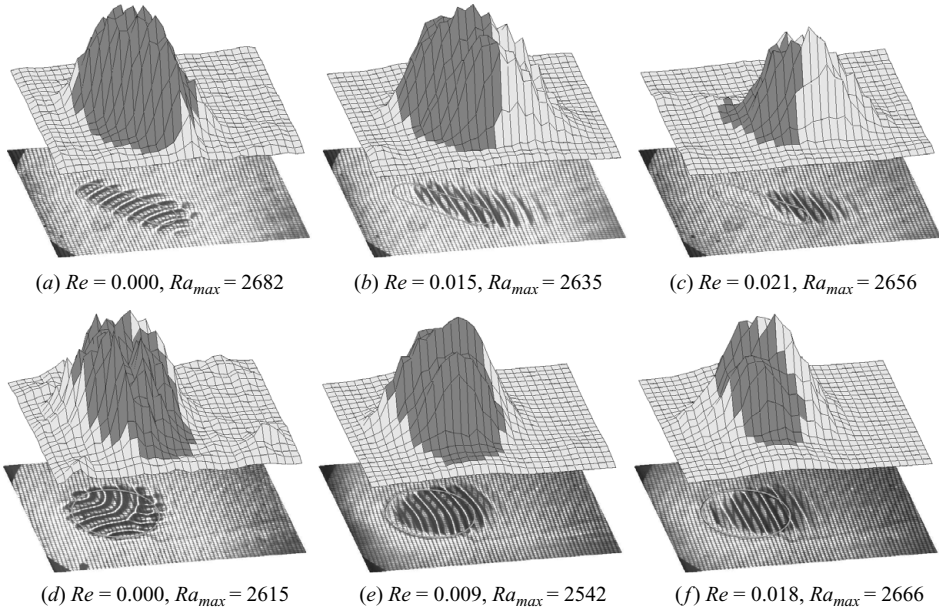 (a) Re = 0.000, Ra_max = 2682
(b) Re = 0.015, Ra_max = 2635
(c) Re = 0.021, Ra_max = 2656
(d) Re = 0.000, Ra_max = 2615
(e) Re = 0.009, Ra_max = 2542
(f) Re = 0.018, Ra_max = 2666